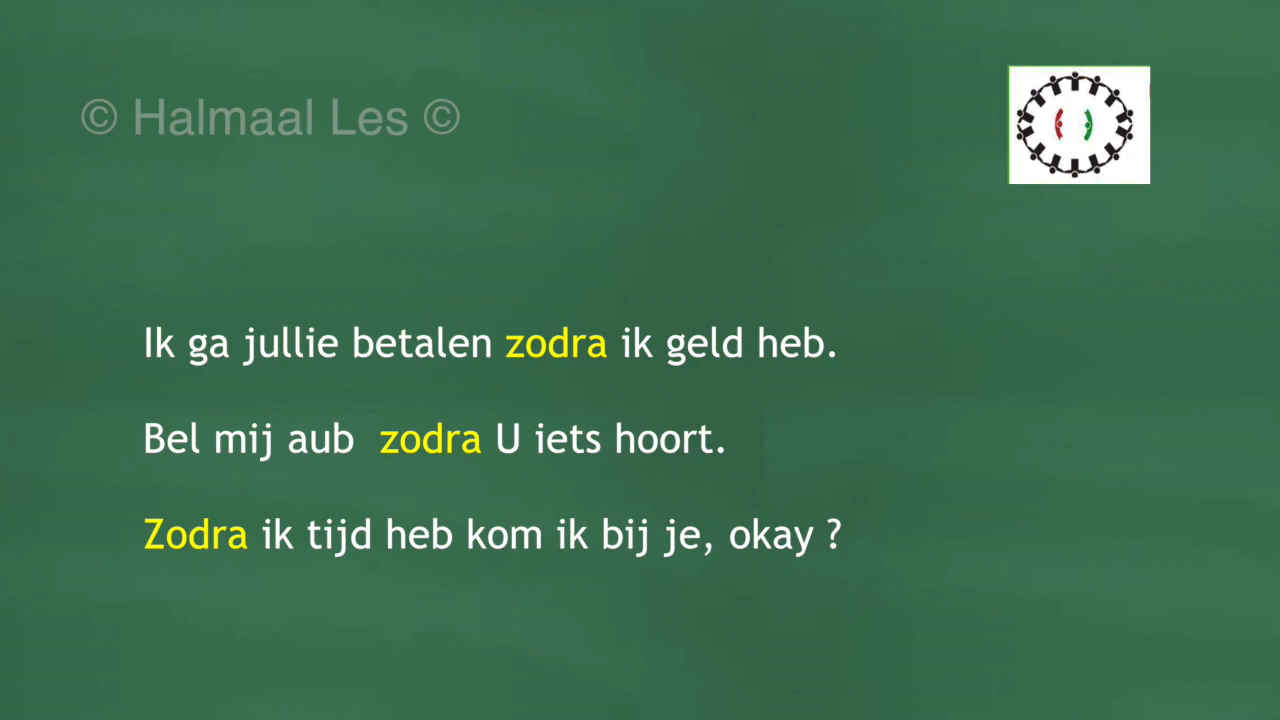 © Halmaal Les ©
Ik ga jullie betalen zodra ik geld heb.
Bel mij aub zodra U iets hoort.
Zodra ik tijd heb kom ik bij je, okay ?